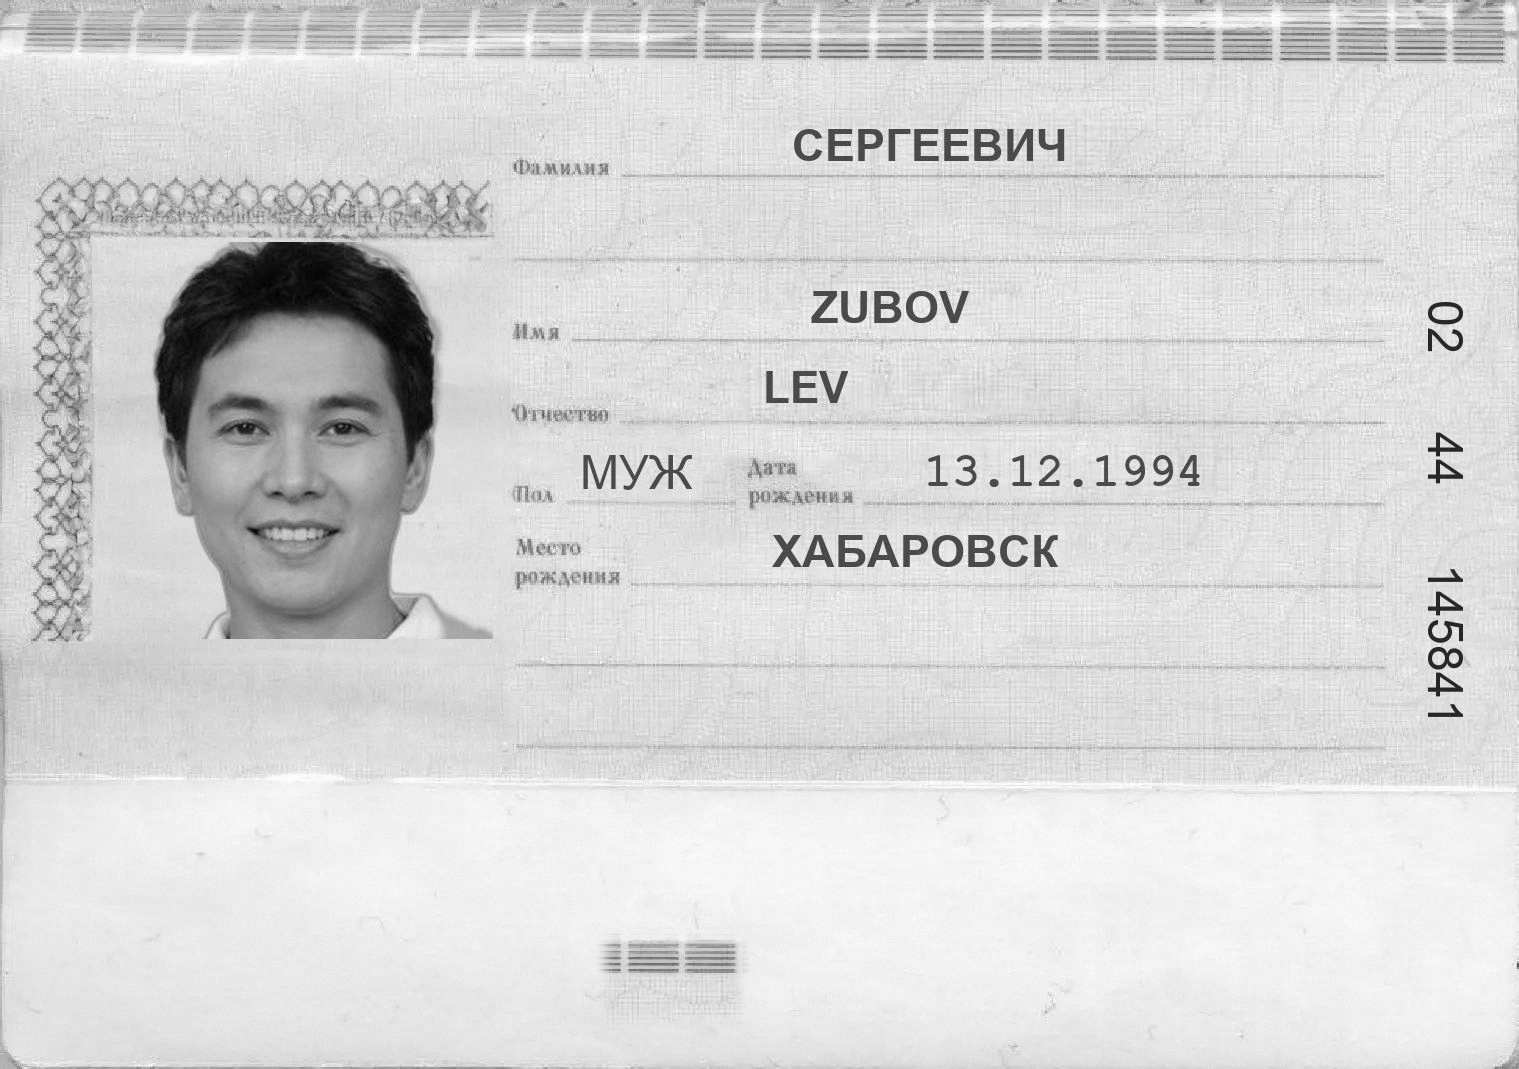 Фамилия СЕРГЕЕВИЧ
Имя ZUBOV
Отчество LEV
Пол МУЖ Дата рождения 13.12.1994
Место рождения ХАБАРОВСК
02 44 145841